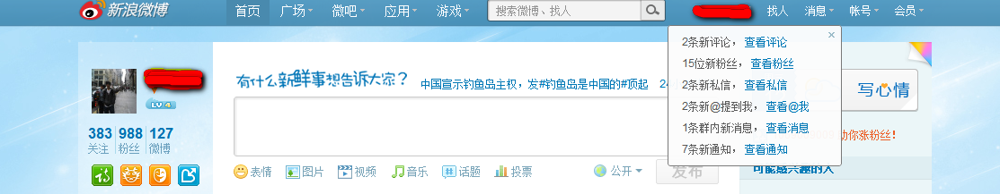 新浪微博 首页 广场 微吧 应用 游戏 搜索微博、找人 找人 消息 帐号 会员
2条新评论，查看评论
15位新粉丝，查看粉丝
2条新私信，查看私信
2条新@提到我，查看@我
1条群内新消息，查看消息
7条新通知，查看通知
LV 4
383 988 127
关注 粉丝 微博
有什么新鲜事想告诉大家？ 中国宣示钓鱼岛主权，发#钓鱼岛是中国的#顶起 24
表情 图片 视频 音乐 话题 投票 公开 发布
写心情
助你涨粉丝！
可能感兴趣的人